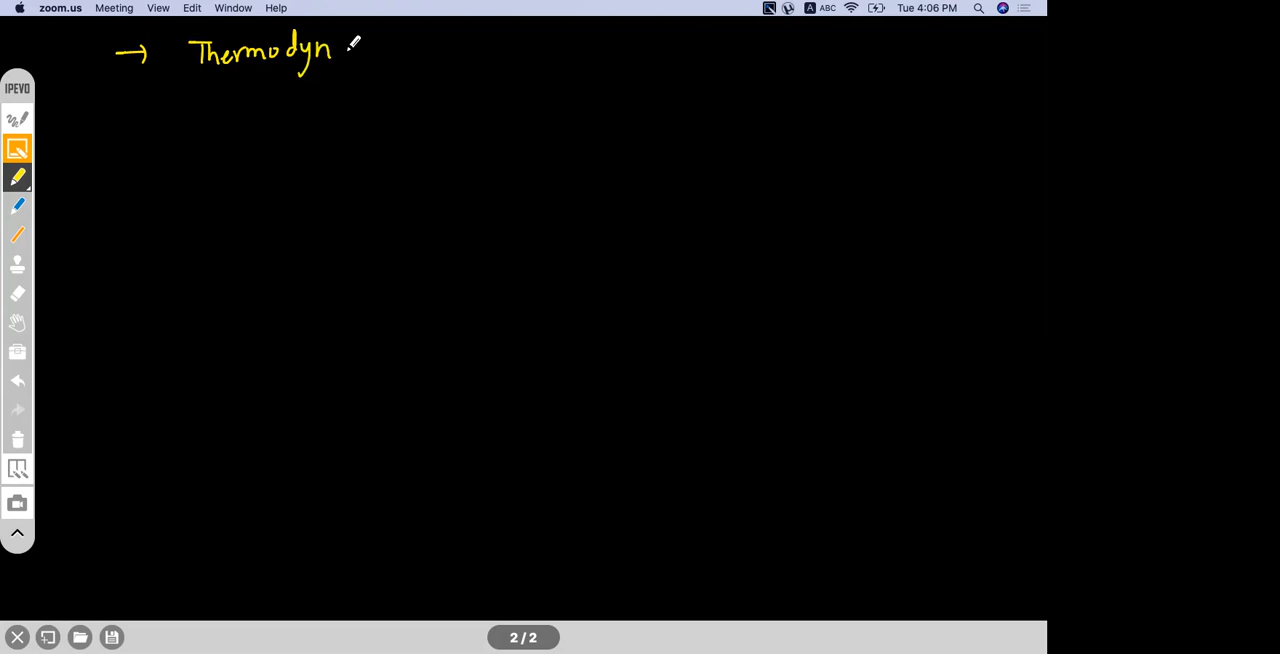 zoom.us Meeting View Edit Window Help A ABC Tue 4:06 PM
→ Thermodyn
IPEVO
2 / 2